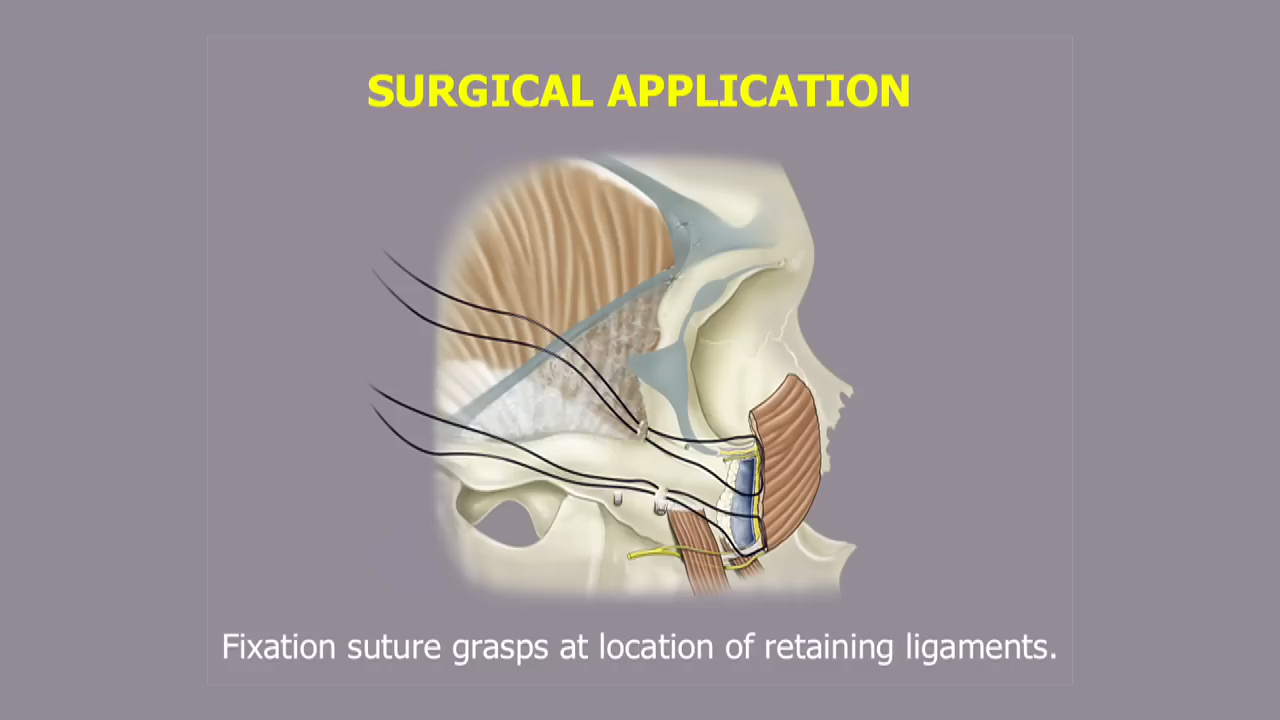 SURGICAL APPLICATION
Fixation suture grasps at location of retaining ligaments.